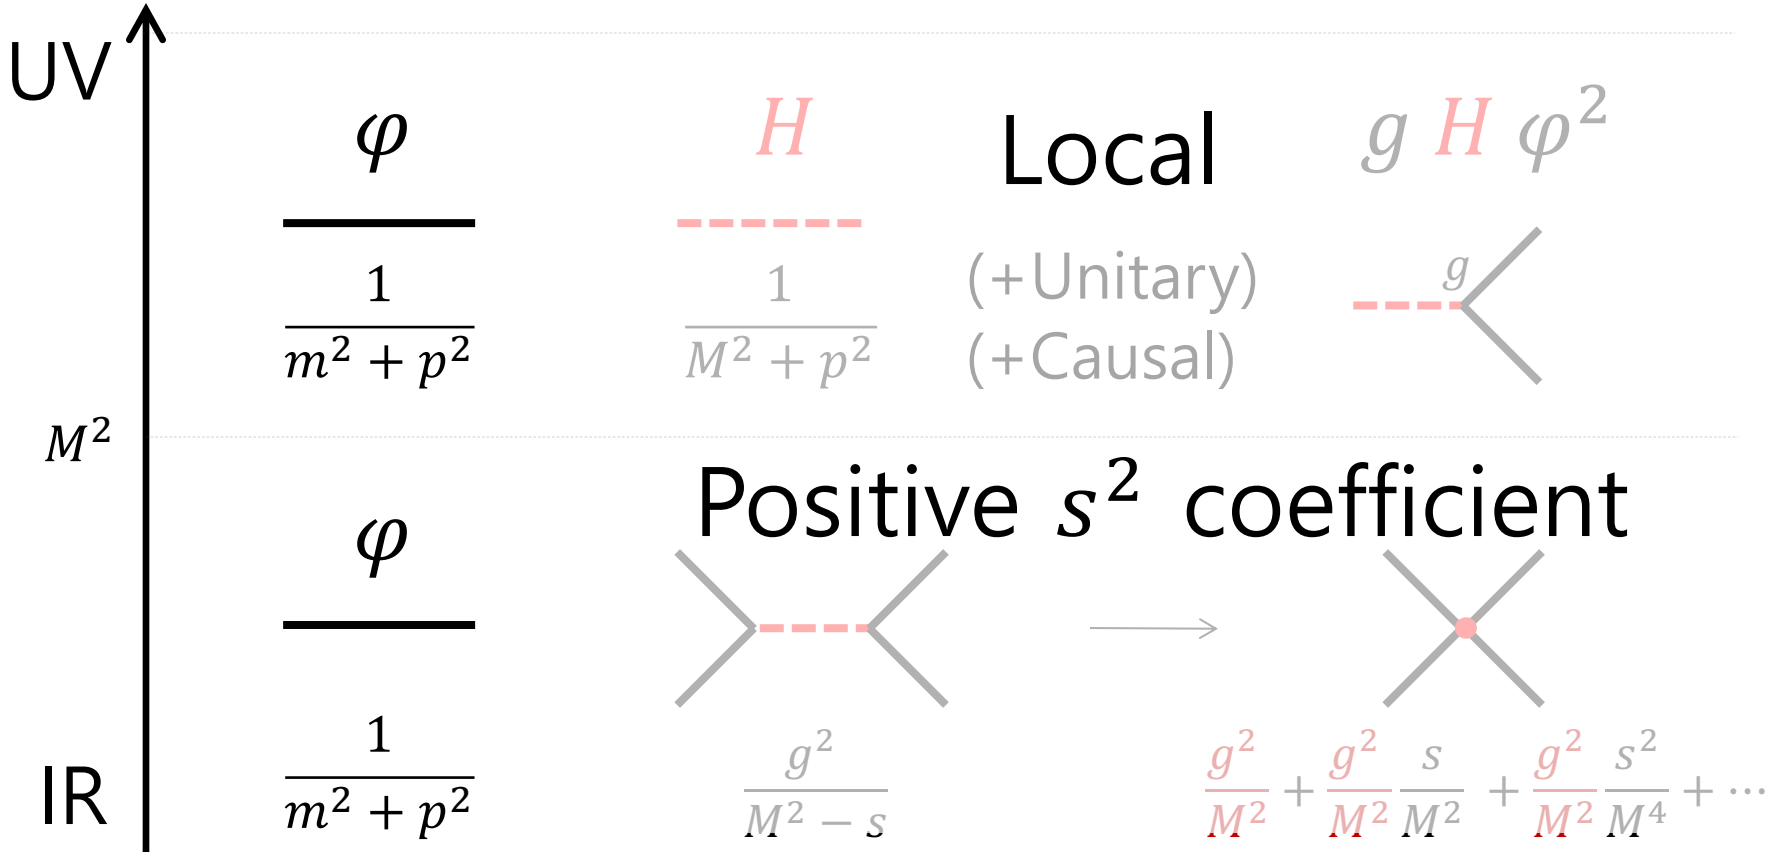 UV
φ H Local g H φ²
1/(m² + p²) 1/(M² + p²) (+Unitary) g
(+Causal)
M²
Positive s² coefficient
φ
IR
1/(m² + p²) g²/(M² − s) g²/M² + g²/M² s/M² + g²/M² s²/M⁴ + ⋯